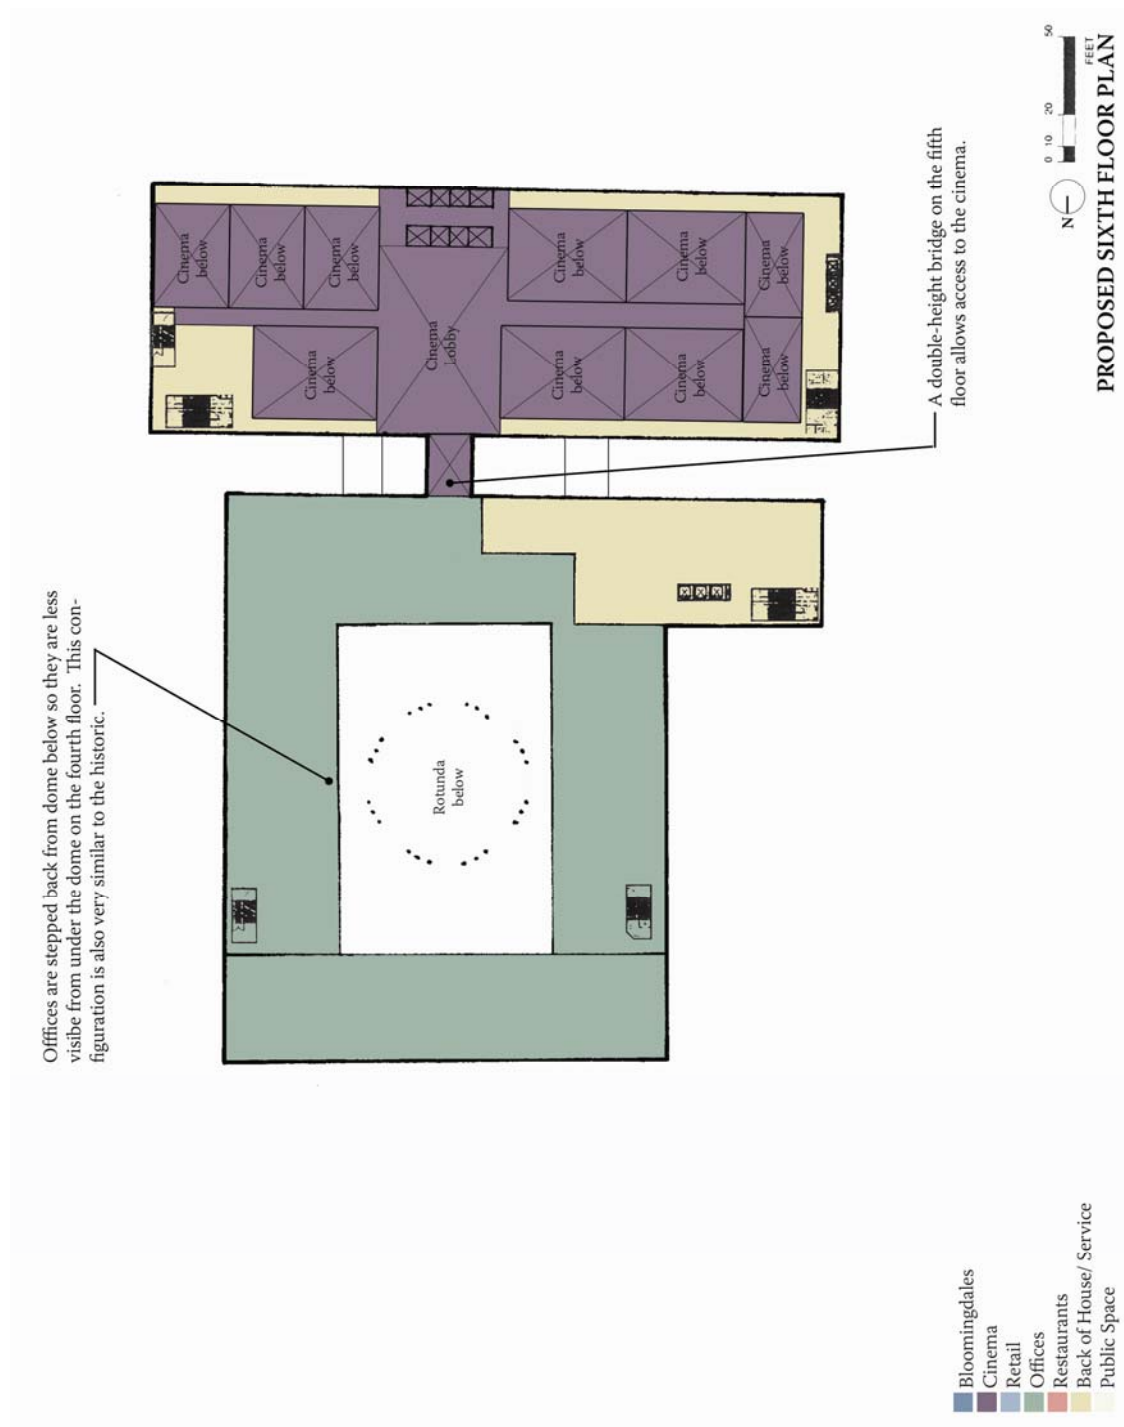 Offfices are stepped back from dome below so they are less
visibe from under the dome on the fourth floor. This con-
figuration is also very similar to the historic.
Cinema
below
Cinema
below
Cinema
below
Cinema
below
Cinema
Lobby
Cinema
below
Cinema
below
Cinema
below
Cinema
below
Cinema
below
Cinema
below
Rotunda
below
A double-height bridge on the fifth
floor allows access to the cinema.
Bloomingdales
Cinema
Retail
Offices
Restaurants
Back of House/ Service
Public Space
0 10 20 50
FEET
N
PROPOSED SIXTH FLOOR PLAN